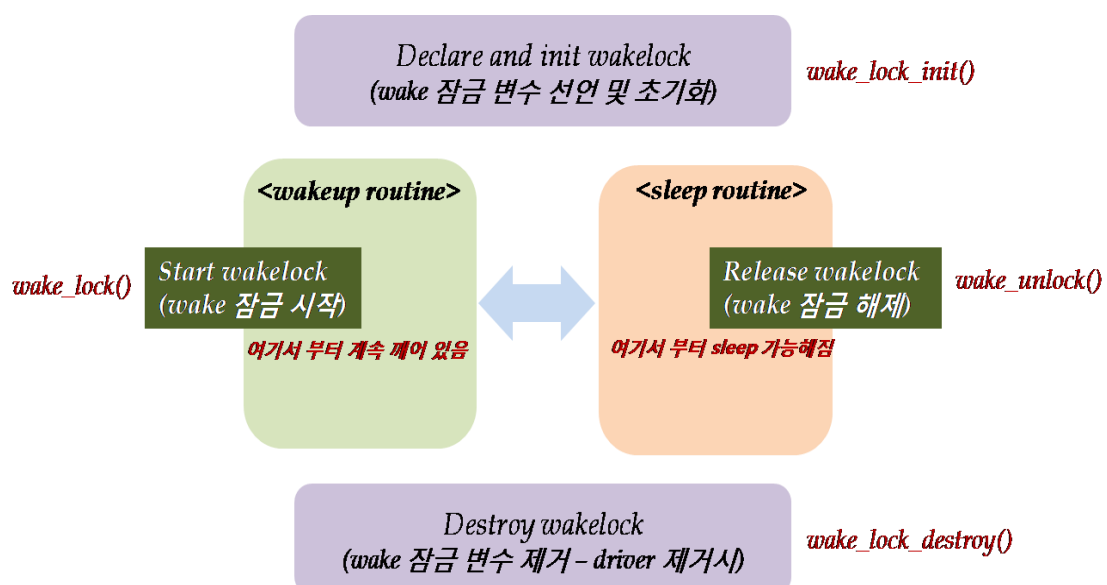 Declare and init wakelock
(wake 잠금 변수 선언 및 초기화)
wake_lock_init()
<wakeup routine>
<sleep routine>
wake_lock()
Start wakelock
(wake 잠금 시작)
Release wakelock
(wake 잠금 해제)
wake_unlock()
여기서 부터 계속 깨어 있음
여기서 부터 sleep 가능해짐
Destroy wakelock
(wake 잠금 변수 제거 – driver 제거시)
wake_lock_destroy()